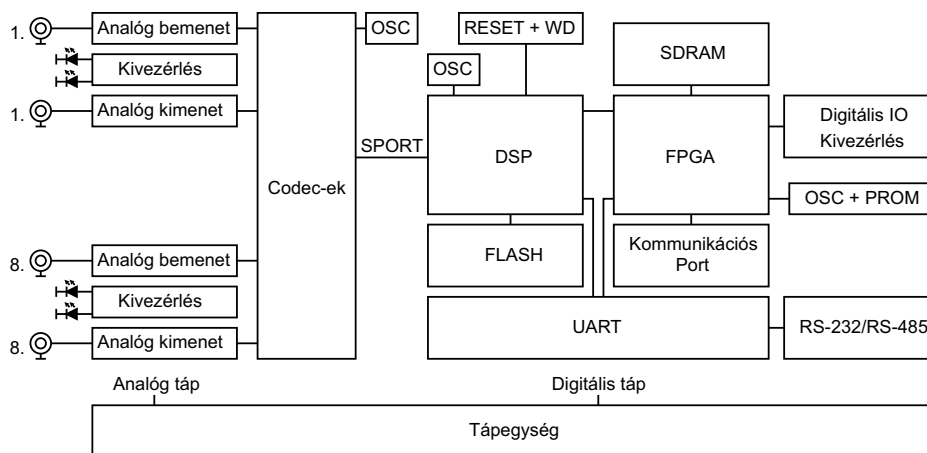 1.
Analóg bemenet
OSC
RESET + WD
SDRAM
Kivezérlés
OSC
1.
Analóg kimenet
Digitális IO
Kivezérlés
SPORT
DSP
FPGA
Codec-ek
OSC + PROM
8.
Analóg bemenet
FLASH
Kommunikációs
Port
Kivezérlés
UART
RS-232/RS-485
8.
Analóg kimenet
Analóg táp
Digitális táp
Tápegység